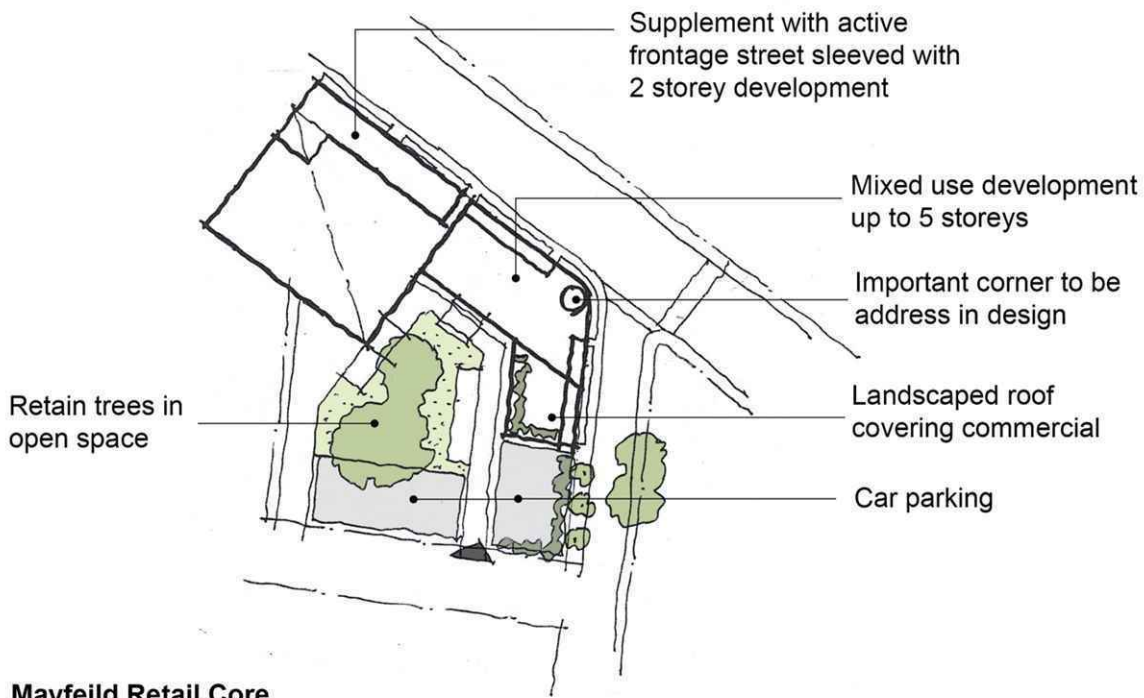 Supplement with active
frontage street sleeved with
2 storey development
Mixed use development
up to 5 storeys
Important corner to be
address in design
Retain trees in
open space
Landscaped roof
covering commercial
Car parking
Mayfeild Retail Core